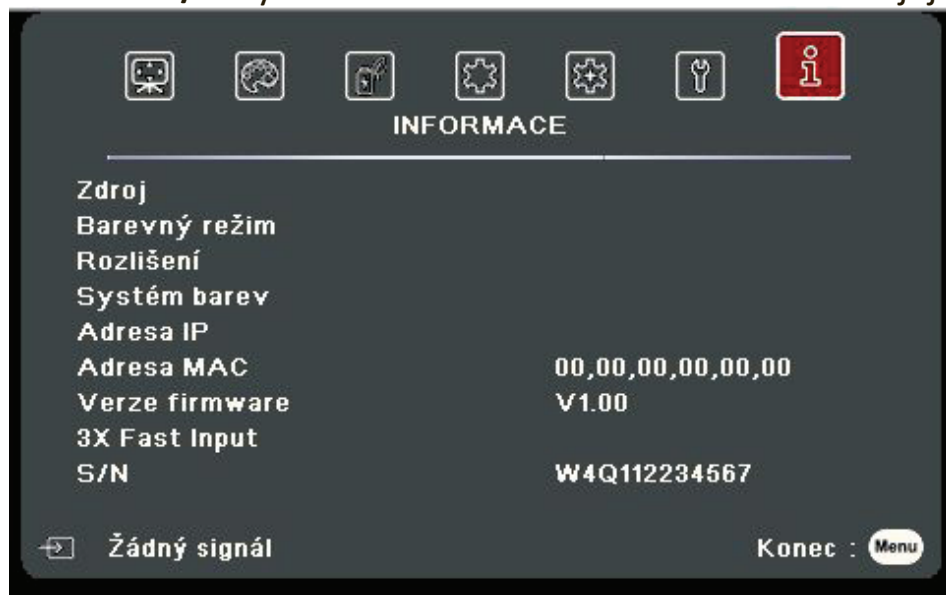 INFORMACE
Zdroj
Barevný režim
Rozlišení
Systém barev
Adresa IP
Adresa MAC 00,00,00,00,00,00
Verze firmware V1.00
3X Fast Input
S/N W4Q112234567
Žádný signál Konec : Menu